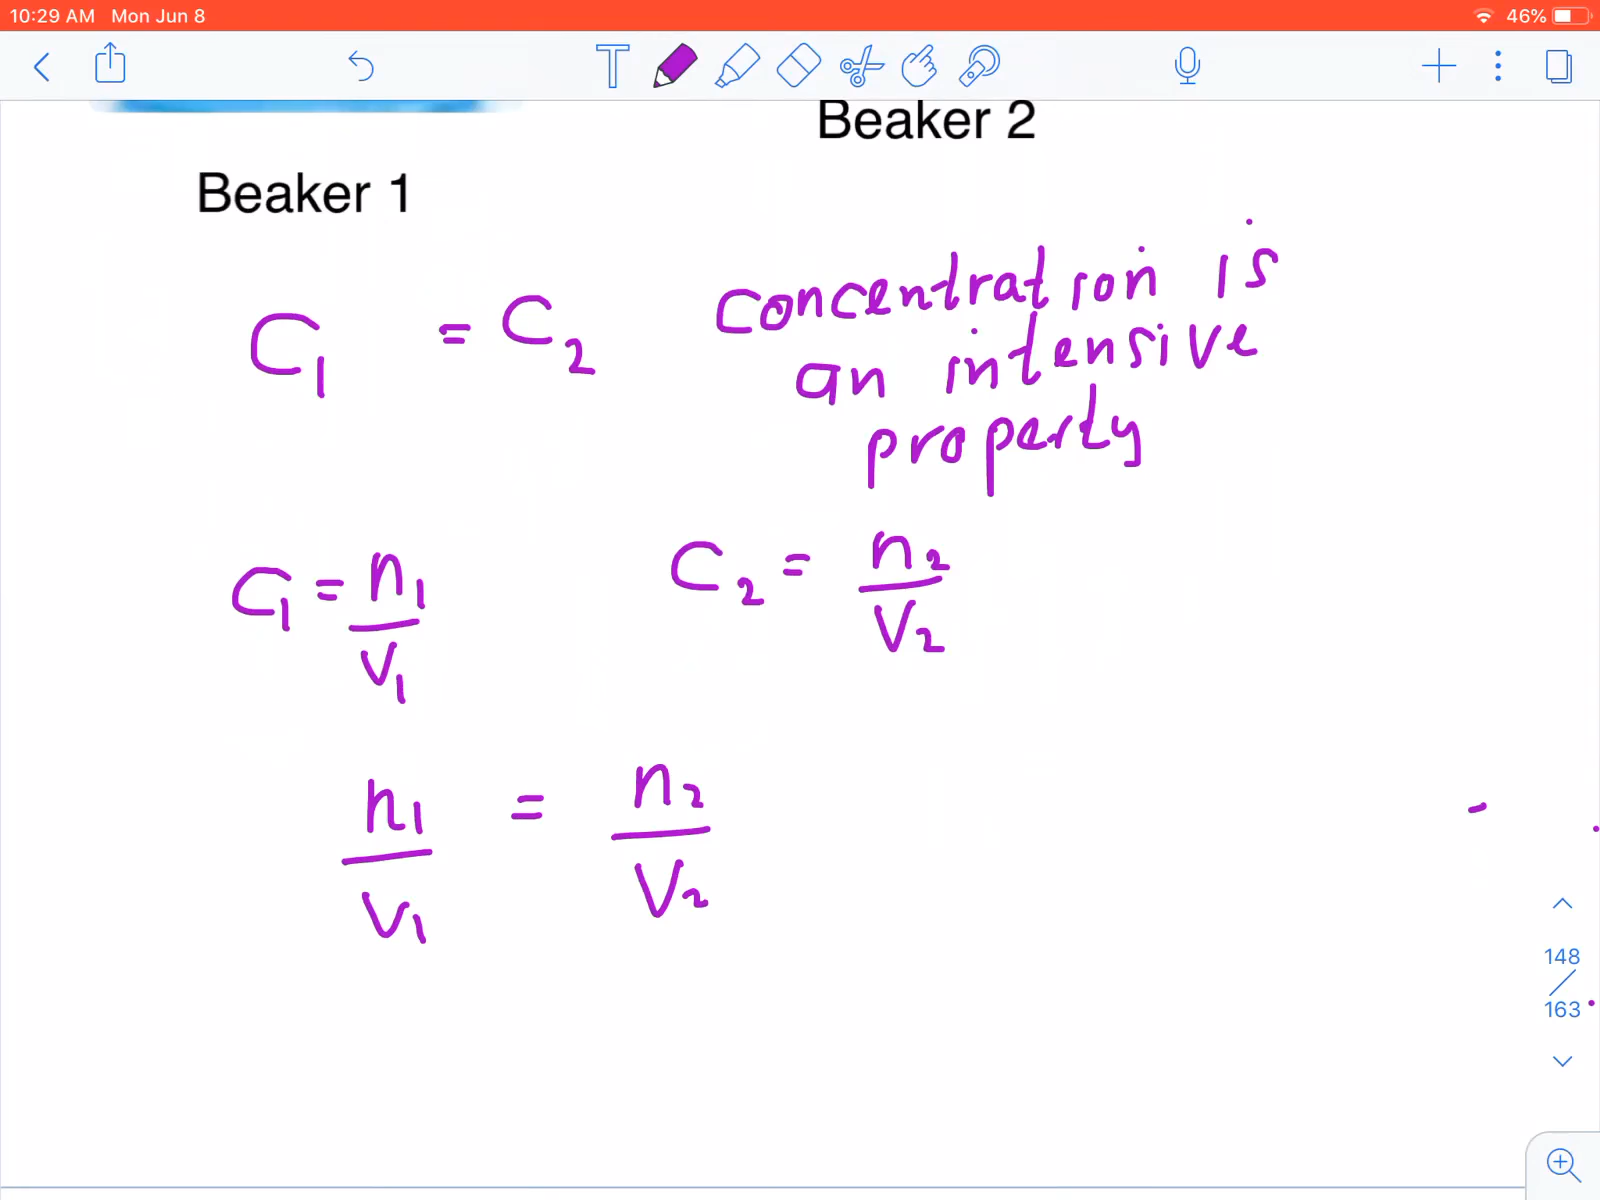 10:29 AM Mon Jun 8 46%
Beaker 2
Beaker 1
C₁ = C₂
Concentration is
an intensive
property
C₁ = n₁/V₁
C₂ = n₂/V₂
n₁/V₁ = n₂/V₂
148
163